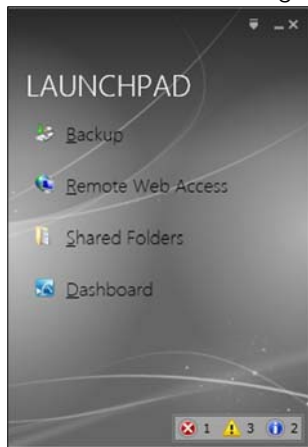 LAUNCHPAD
Backup
Remote Web Access
Shared Folders
Dashboard
1 3 2